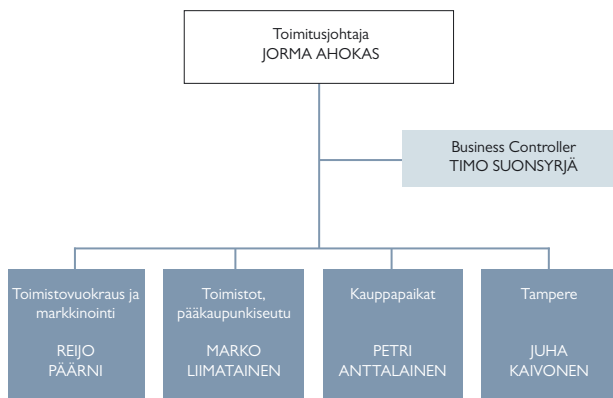 Toimitusjohtaja
JORMA AHOKAS
Business Controller
TIMO SUONSYRJÄ
Toimistovuokraus ja
markkinointi
REIJO
PÄÄRNI
Toimistot,
pääkaupunkiseutu
MARKO
LIIMATAINEN
Kauppapaikat
PETRI
ANTTALAINEN
Tampere
JUHA
KAIVONEN